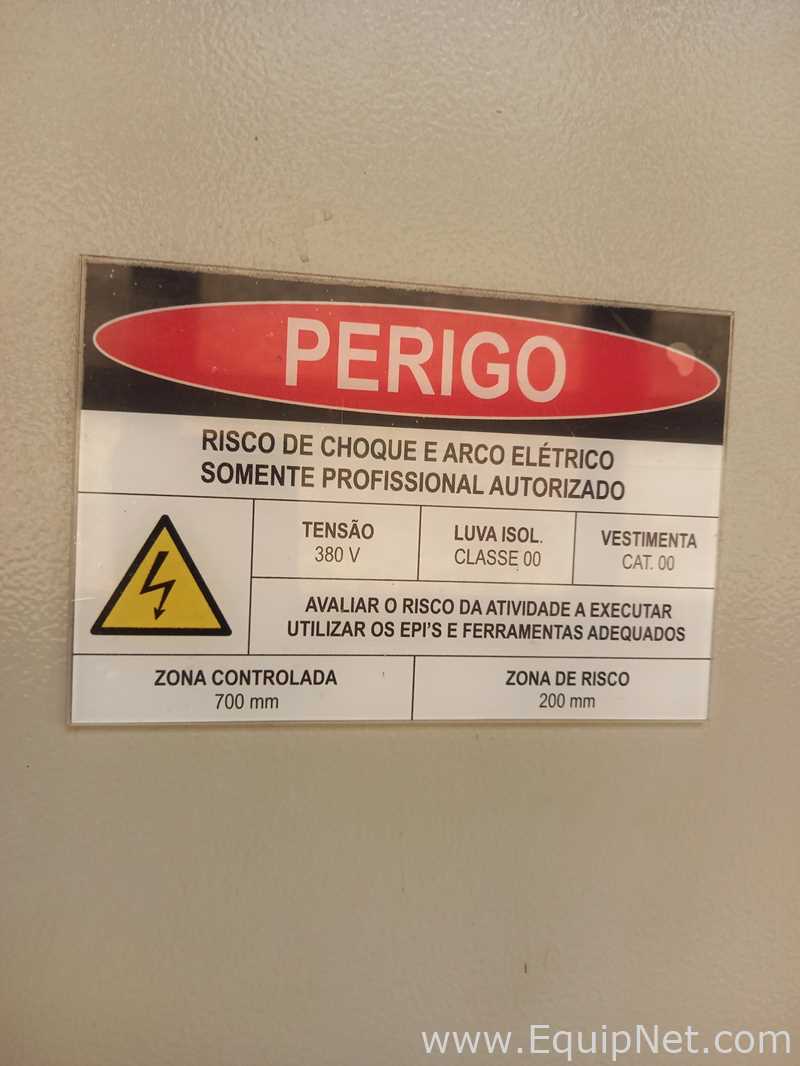 PERIGO
RISCO DE CHOQUE E ARCO ELÉTRICO
SOMENTE PROFISSIONAL AUTORIZADO
TENSÃO
380 V
LUVA ISOL.
CLASSE 00
VESTIMENTA
CAT. 00
AVALIAR O RISCO DA ATIVIDADE A EXECUTAR
UTILIZAR OS EPI'S E FERRAMENTAS ADEQUADOS
ZONA CONTROLADA
700 mm
ZONA DE RISCO
200 mm
www.EquipNet.com